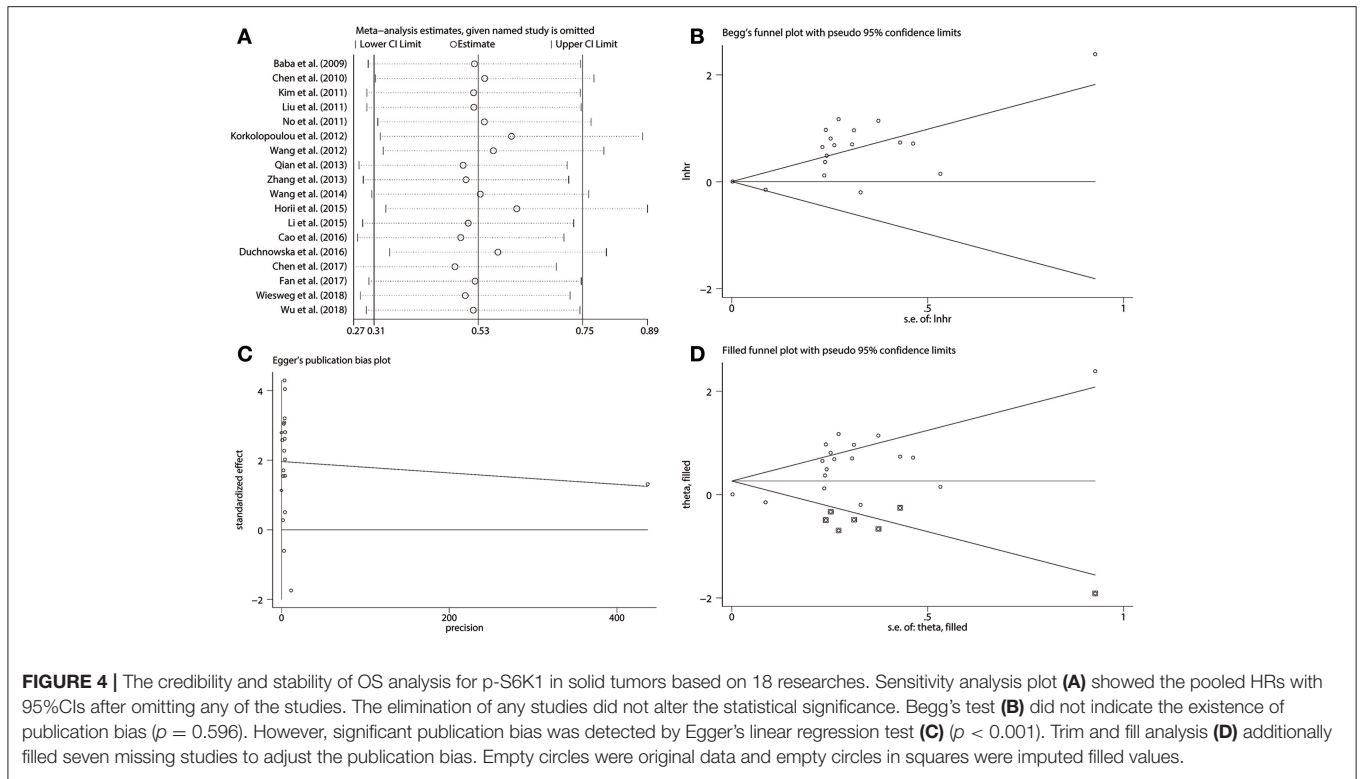 A
Meta−analysis estimates, given named study is omitted
| Lower CI Limit ○Estimate | Upper CI Limit
Baba et al. (2009)
Chen et al. (2010)
Kim et al. (2011)
Liu et al. (2011)
No et al. (2011)
Korkolopoulou et al. (2012)
Wang et al. (2012)
Qian et al. (2013)
Zhang et al. (2013)
Wang et al. (2014)
Horii et al. (2015)
Li et al. (2015)
Cao et al. (2016)
Duchnowska et al. (2016)
Chen et al. (2017)
Fan et al. (2017)
Wiesweg et al. (2018)
Wu et al. (2018)
0.27 0.31 0.53 0.75 0.89
B
Begg's funnel plot with pseudo 95% confidence limits
lnhr
2
0
−2
0 .5 1
s.e. of: lnhr
C
Egger's publication bias plot
standardized effect
4
2
0
−2
0 200 400
precision
D
Filled funnel plot with pseudo 95% confidence limits
theta, filled
2
0
−2
0 .5 1
s.e. of: theta, filled
FIGURE 4 | The credibility and stability of OS analysis for p-S6K1 in solid tumors based on 18 researches. Sensitivity analysis plot (A) showed the pooled HRs with
95%CIs after omitting any of the studies. The elimination of any studies did not alter the statistical significance. Begg's test (B) did not indicate the existence of
publication bias (p = 0.596). However, significant publication bias was detected by Egger's linear regression test (C) (p < 0.001). Trim and fill analysis (D) additionally
filled seven missing studies to adjust the publication bias. Empty circles were original data and empty circles in squares were imputed filled values.